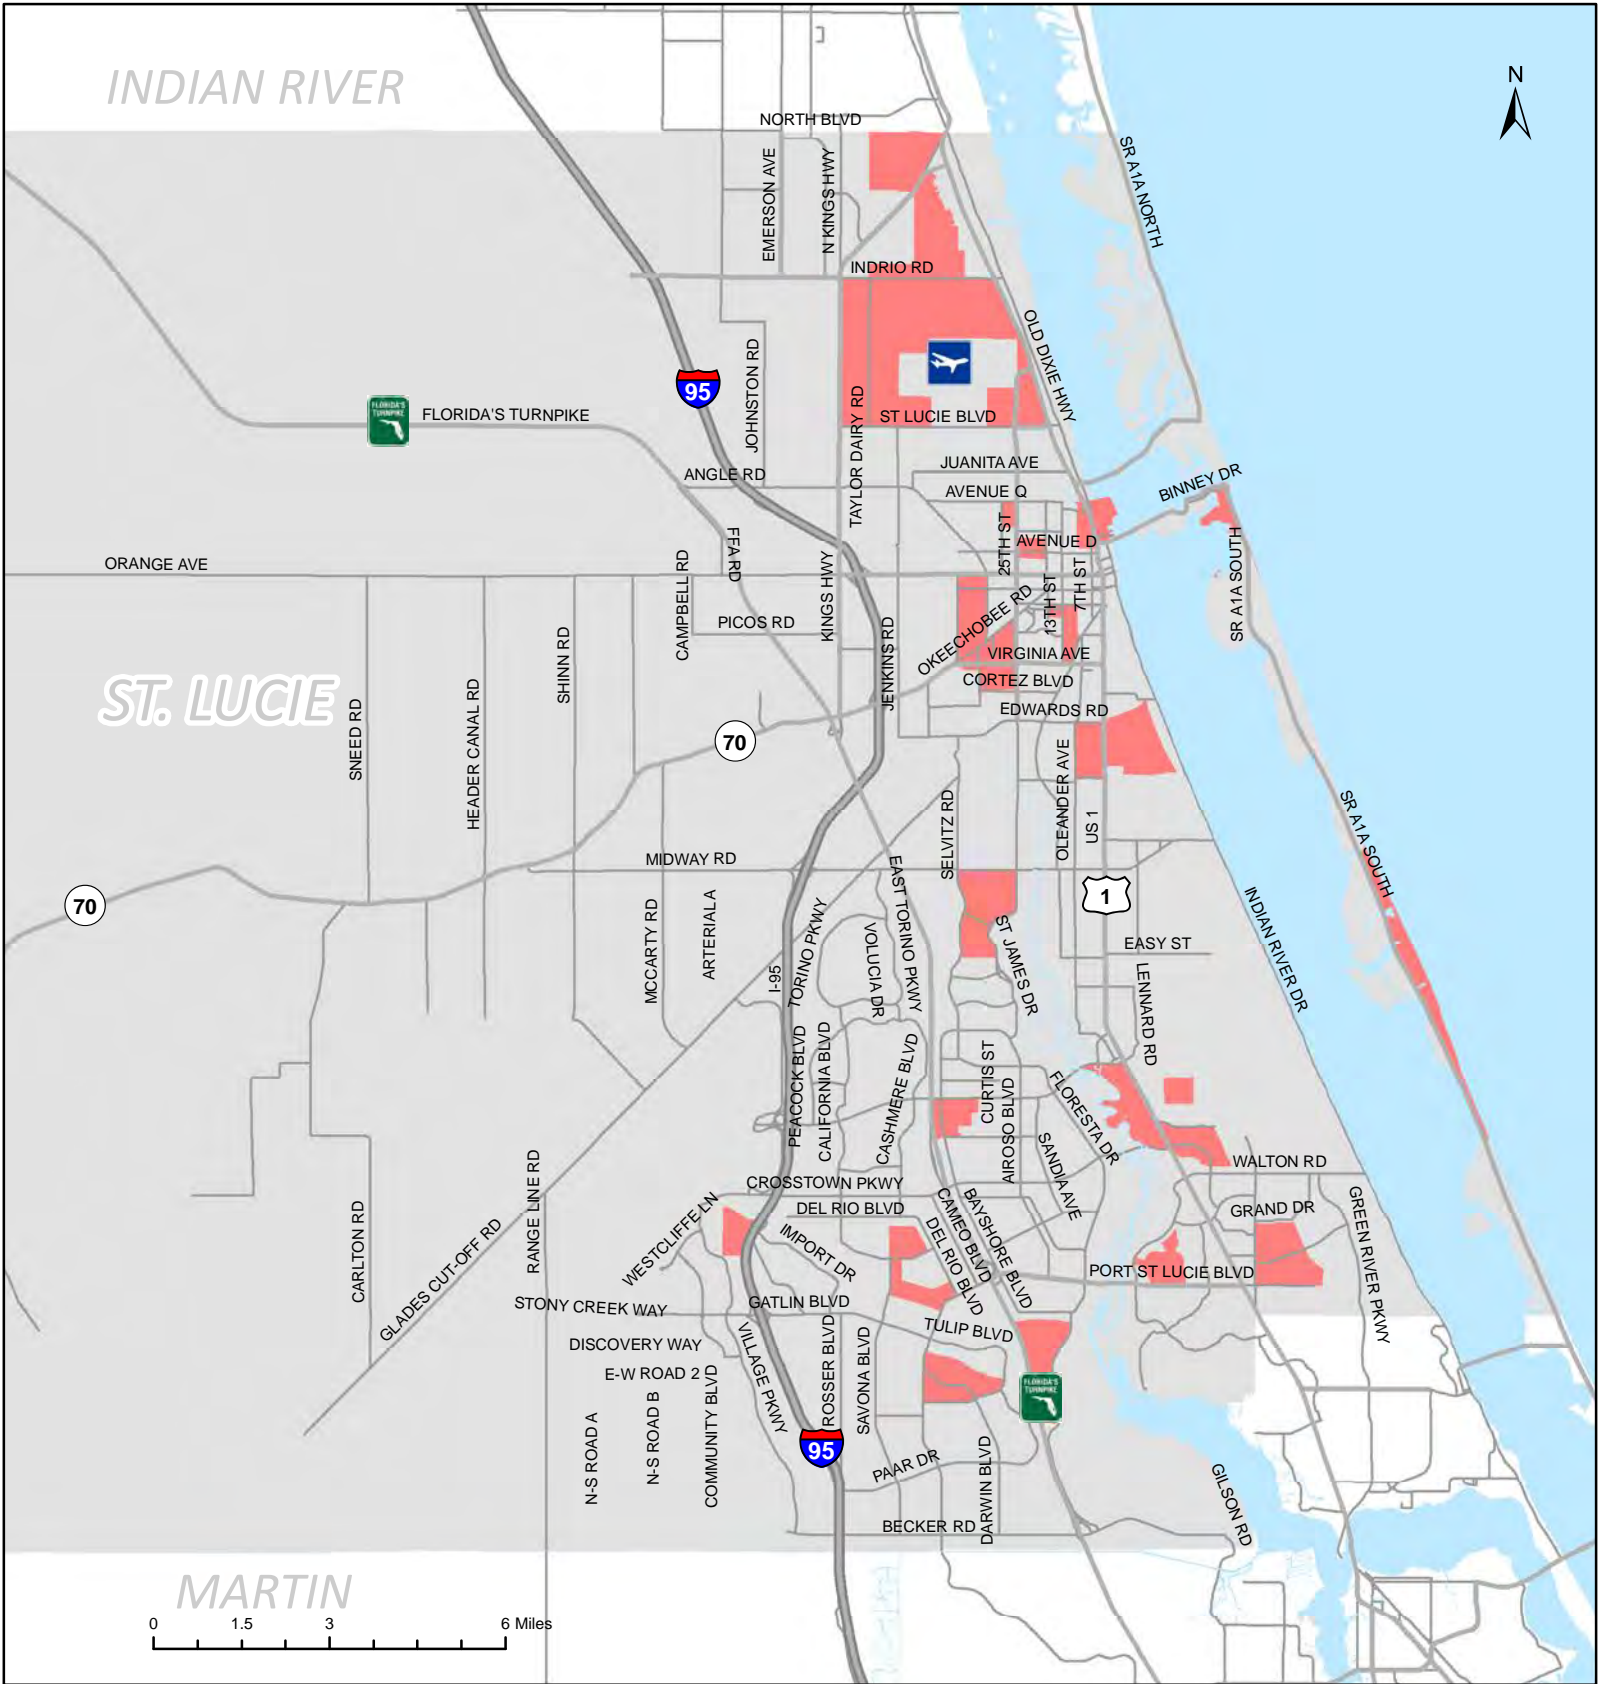 INDIAN RIVER
N
NORTH BLVD
EMERSON AVE
N KINGS HWY
SR A1A NORTH
INDRIO RD
OLD DIXIE HWY
JOHNSTON RD
95
FLORIDA'S
TURNPIKE
FLORIDA'S TURNPIKE
TAYLOR DAIRY RD
ST LUCIE BLVD
JUANITA AVE
ANGLE RD
AVENUE Q
BINNEY DR
25TH ST
AVENUE D
FFA RD
ORANGE AVE
CAMPBELL RD
KINGS HWY
SR A1A SOUTH
13TH ST
7TH ST
PICOS RD
OKEECHOBEE RD
JENKINS RD
SHINN RD
VIRGINIA AVE
CORTEZ BLVD
ST. LUCIE
SNEED RD
HEADER CANAL RD
EDWARDS RD
70
OLEANDER AVE
US 1
SELVITZ RD
SR A1A SOUTH
MIDWAY RD
70
1
MCCARTY RD
ARTERIAL A
I-95
TORINO PKWY
VOLUCIA DR
EAST TORINO PKWY
ST JAMES DR
EASY ST
LENNARD RD
INDIAN RIVER DR
PEACOCK BLVD
CALIFORNIA BLVD
CASHMERE BLVD
CURTIS ST
AIROSO BLVD
FLORESTA DR
SANDIA AVE
WALTON RD
CROSSTOWN PKWY
DEL RIO BLVD
GRAND DR
CARLTON RD
GLADES CUT-OFF RD
RANGE LINE RD
WESTCLIFFE LN
IMPORT DR
CAMEO BLVD
BAYSHORE BLVD
DEL RIO BLVD
PORT ST LUCIE BLVD
GREEN RIVER PKWY
STONY CREEK WAY
GATLIN BLVD
TULIP BLVD
DISCOVERY WAY
VILLAGE PKWY
ROSSER BLVD
SAVONA BLVD
E-W ROAD 2
FLORIDA'S
TURNPIKE
N-S ROAD A
N-S ROAD B
COMMUNITY BLVD
95
PAAR DR
DARWIN BLVD
GILSON RD
BECKER RD
MARTIN
0 1.5 3 6 Miles